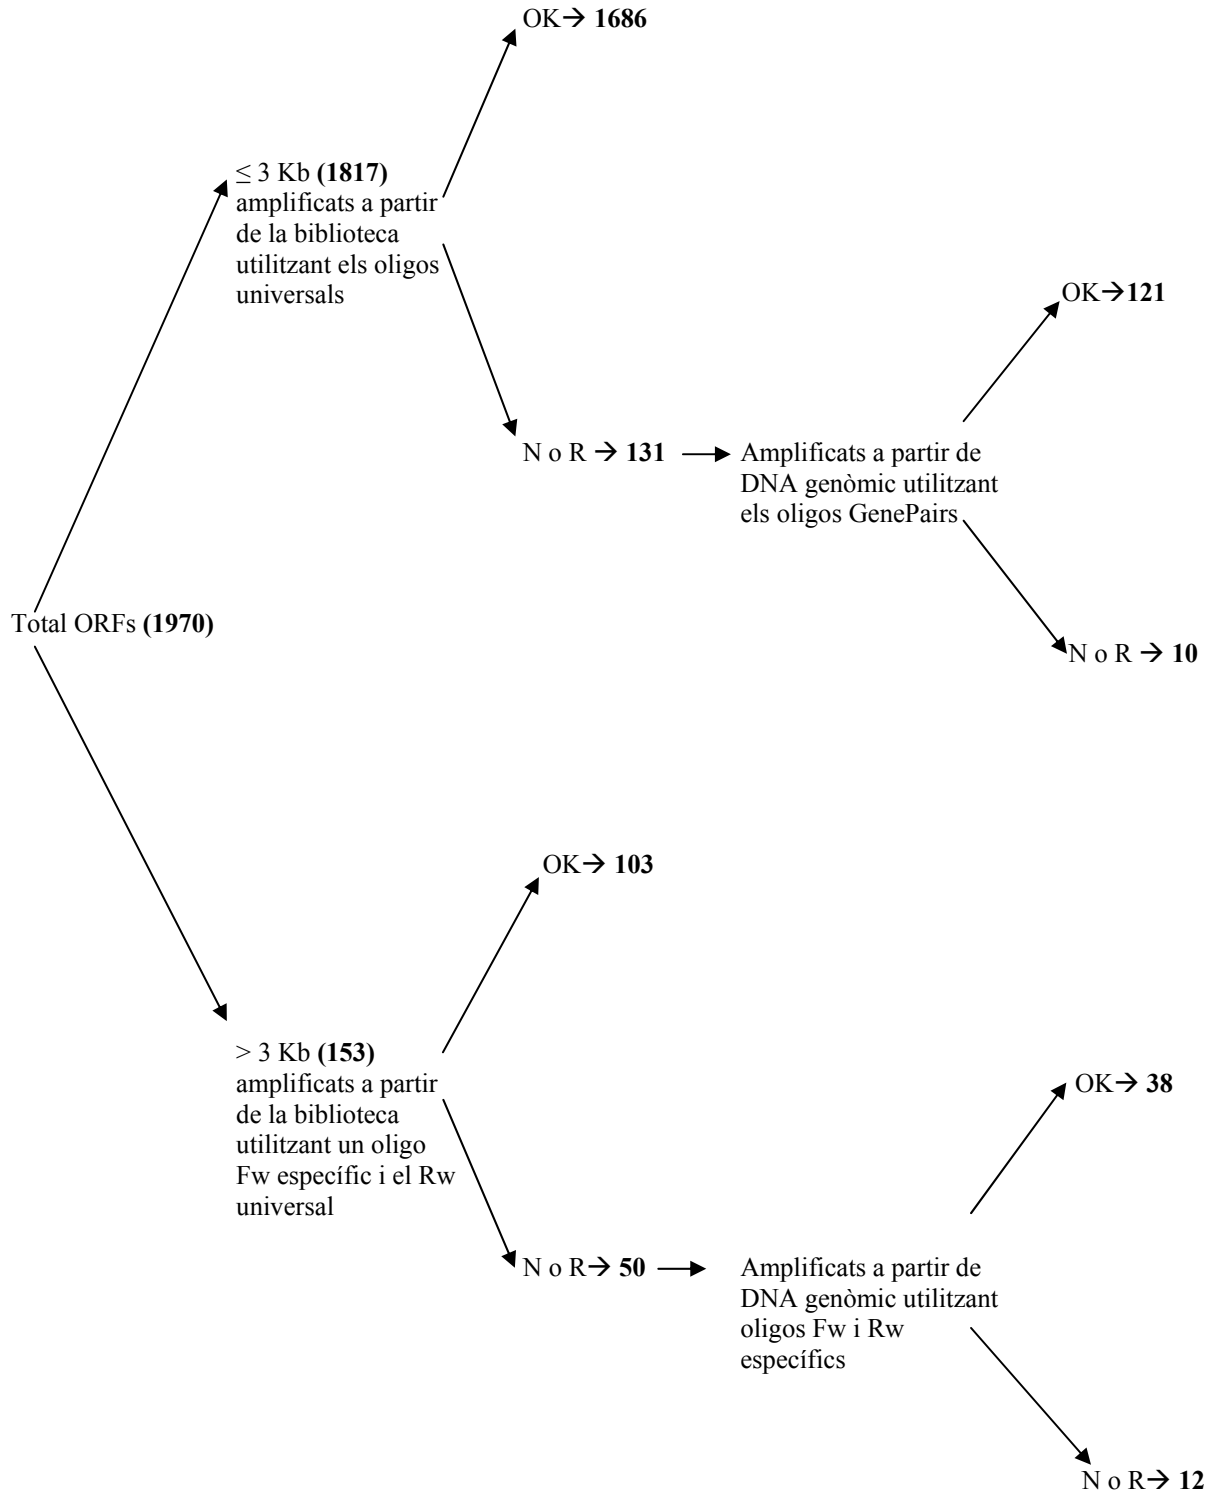 OK→ 1686
≤ 3 Kb (1817)
amplificats a partir
de la biblioteca
utilitzant els oligos
universals
OK→121
N o R → 131
Amplificats a partir de
DNA genòmic utilitzant
els oligos GenePairs
Total ORFs (1970)
N o R → 10
OK→ 103
> 3 Kb (153)
amplificats a partir
de la biblioteca
utilitzant un oligo
Fw específic i el Rw
universal
OK→ 38
N o R→ 50
Amplificats a partir de
DNA genòmic utilitzant
oligos Fw i Rw
específics
N o R→ 12